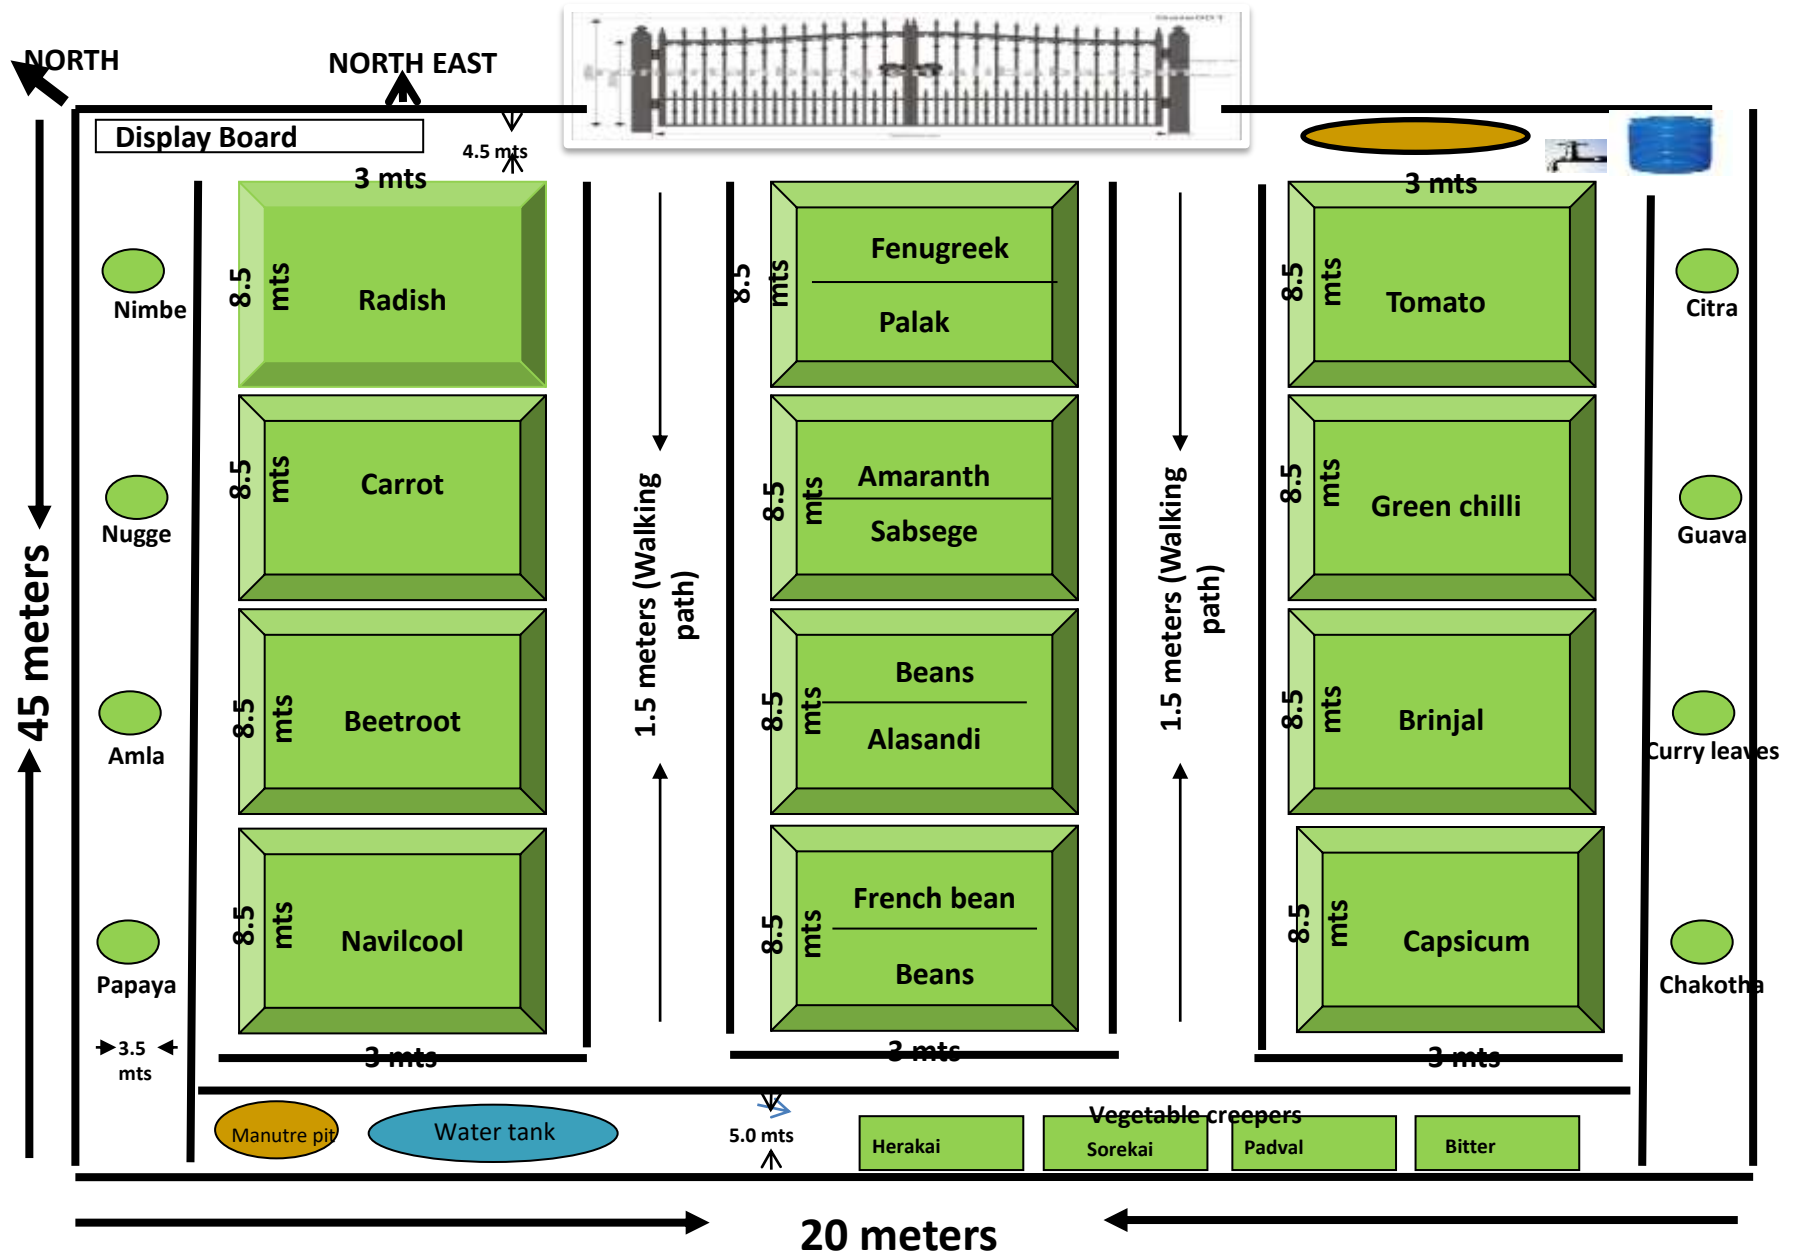 NORTH
NORTH EAST
Display Board
4.5 mts
3 mts
3 mts
8.5
mts
Radish
8.5
mts
Fenugreek
Palak
8.5
mts
Tomato
Nimbe
Citra
8.5
mts
Carrot
8.5
mts
Amaranth
Sabsege
8.5
mts
Green chilli
Nugge
Guava
45 meters
1.5 meters (Walking
path)
1.5 meters (Walking
path)
8.5
mts
Beetroot
8.5
mts
Beans
Alasandi
8.5
mts
Brinjal
Amla
Curry leaves
8.5
mts
Navilcool
8.5
mts
French bean
Beans
8.5
mts
Capsicum
Papaya
Chakotha
3.5
mts
3 mts
3 mts
3 mts
Manutre pit
Water tank
5.0 mts
Vegetable creepers
Herakai
Sorekai
Padval
Bitter
20 meters